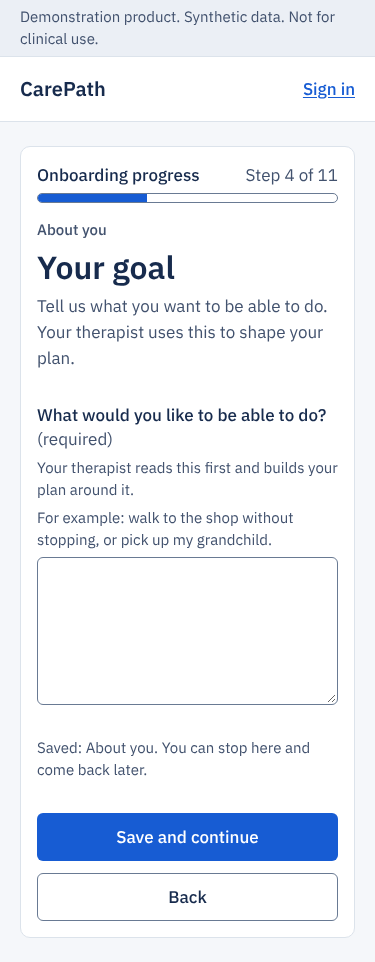 Demonstration product. Synthetic data. Not for
clinical use.
CarePath
Sign in
Onboarding progress
Step 4 of 11
About you
Your goal
Tell us what you want to be able to do.
Your therapist uses this to shape your
plan.
What would you like to be able to do?
(required)
Your therapist reads this first and builds your
plan around it.
For example: walk to the shop without
stopping, or pick up my grandchild.
Saved: About you. You can stop here and
come back later.
Save and continue
Back